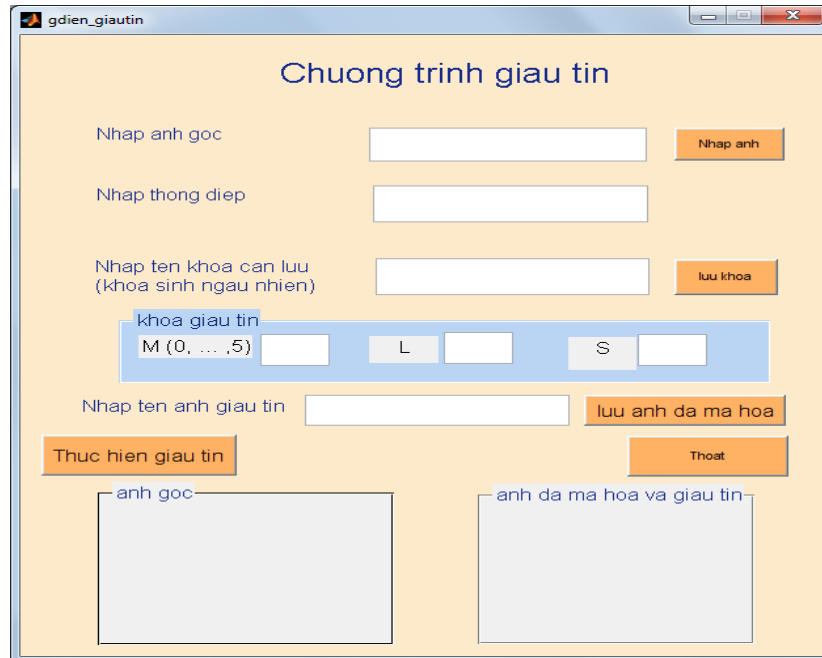 gdien_giautin
Chuong trinh giau tin
Nhap anh goc
Nhap anh
Nhap thong diep
Nhap ten khoa can luu
(khoa sinh ngau nhien)
luu khoa
khoa giau tin
M (0, ... ,5)
L
S
Nhap ten anh giau tin
luu anh da ma hoa
Thuc hien giau tin
Thoat
anh goc
anh da ma hoa va giau tin